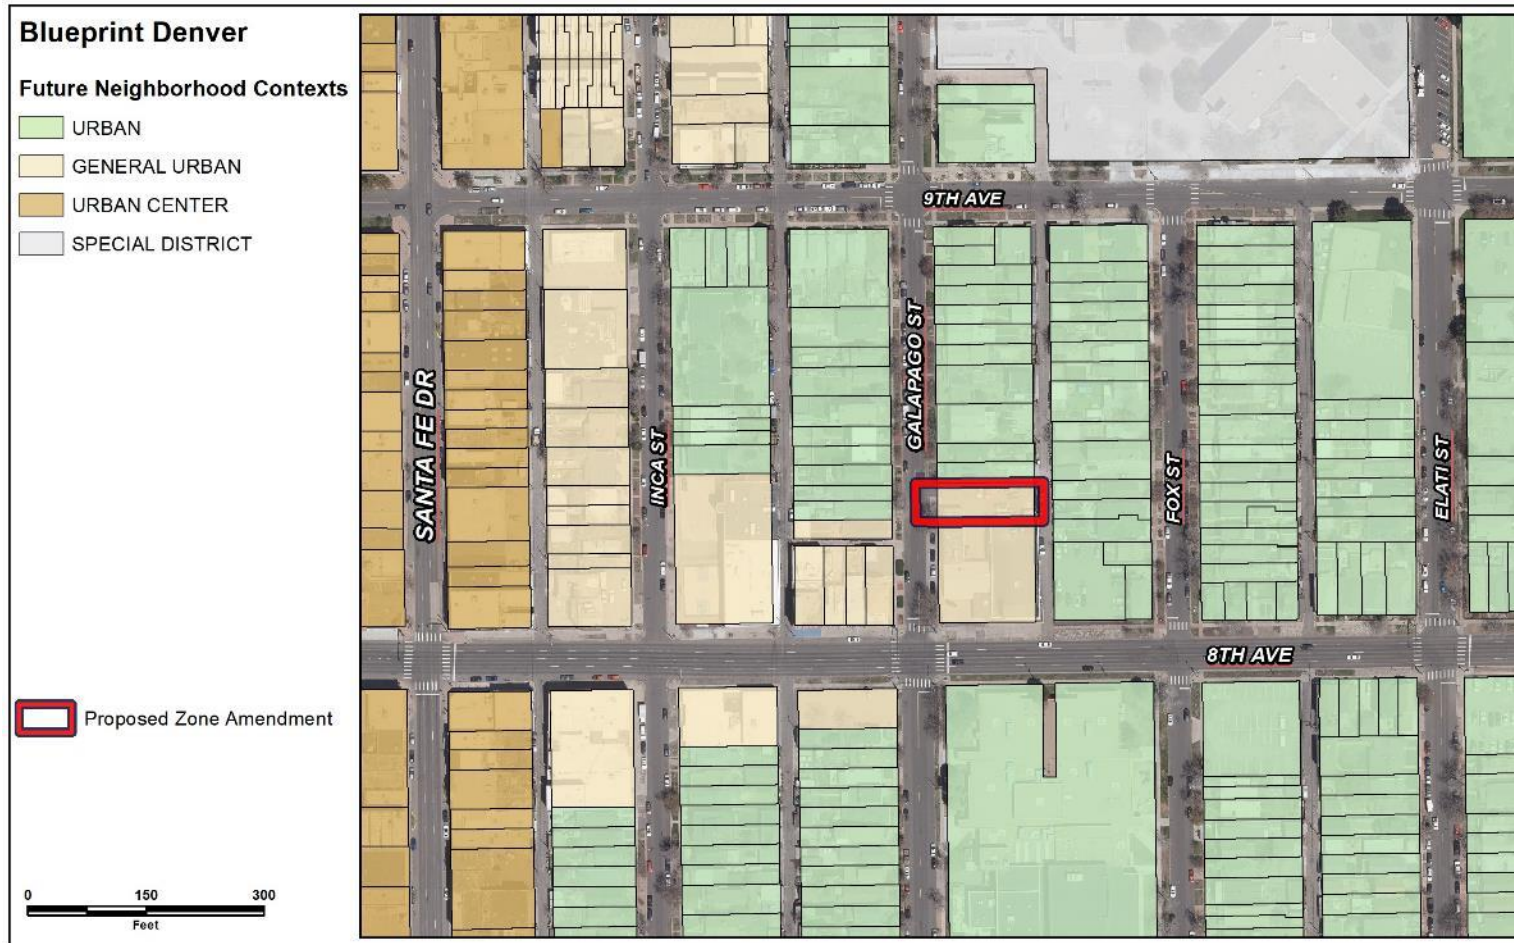 Blueprint Denver
Future Neighborhood Contexts
URBAN
GENERAL URBAN
URBAN CENTER
SPECIAL DISTRICT
Proposed Zone Amendment
0 150 300
Feet
9TH AVE
SANTA FE DR
INCA ST
GALAPAGO ST
FOX ST
ELATI ST
8TH AVE